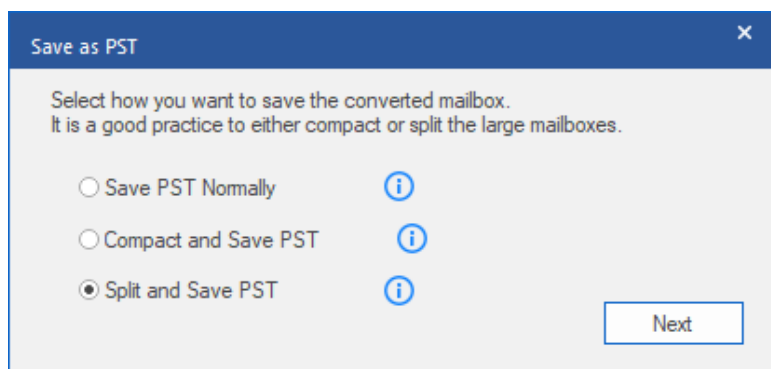 Save as PST
Select how you want to save the converted mailbox.
It is a good practice to either compact or split the large mailboxes.
Save PST Normally
Compact and Save PST
Split and Save PST
Next